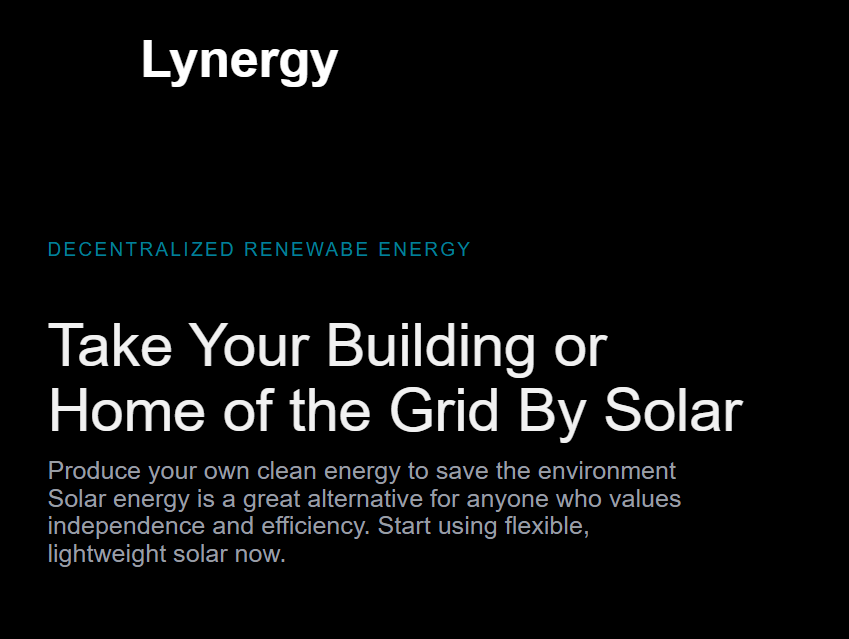 Lynergy
DECENTRALIZED RENEWABE ENERGY
Take Your Building or
Home of the Grid By Solar
Produce your own clean energy to save the environment
Solar energy is a great alternative for anyone who values
independence and efficiency. Start using flexible,
lightweight solar now.